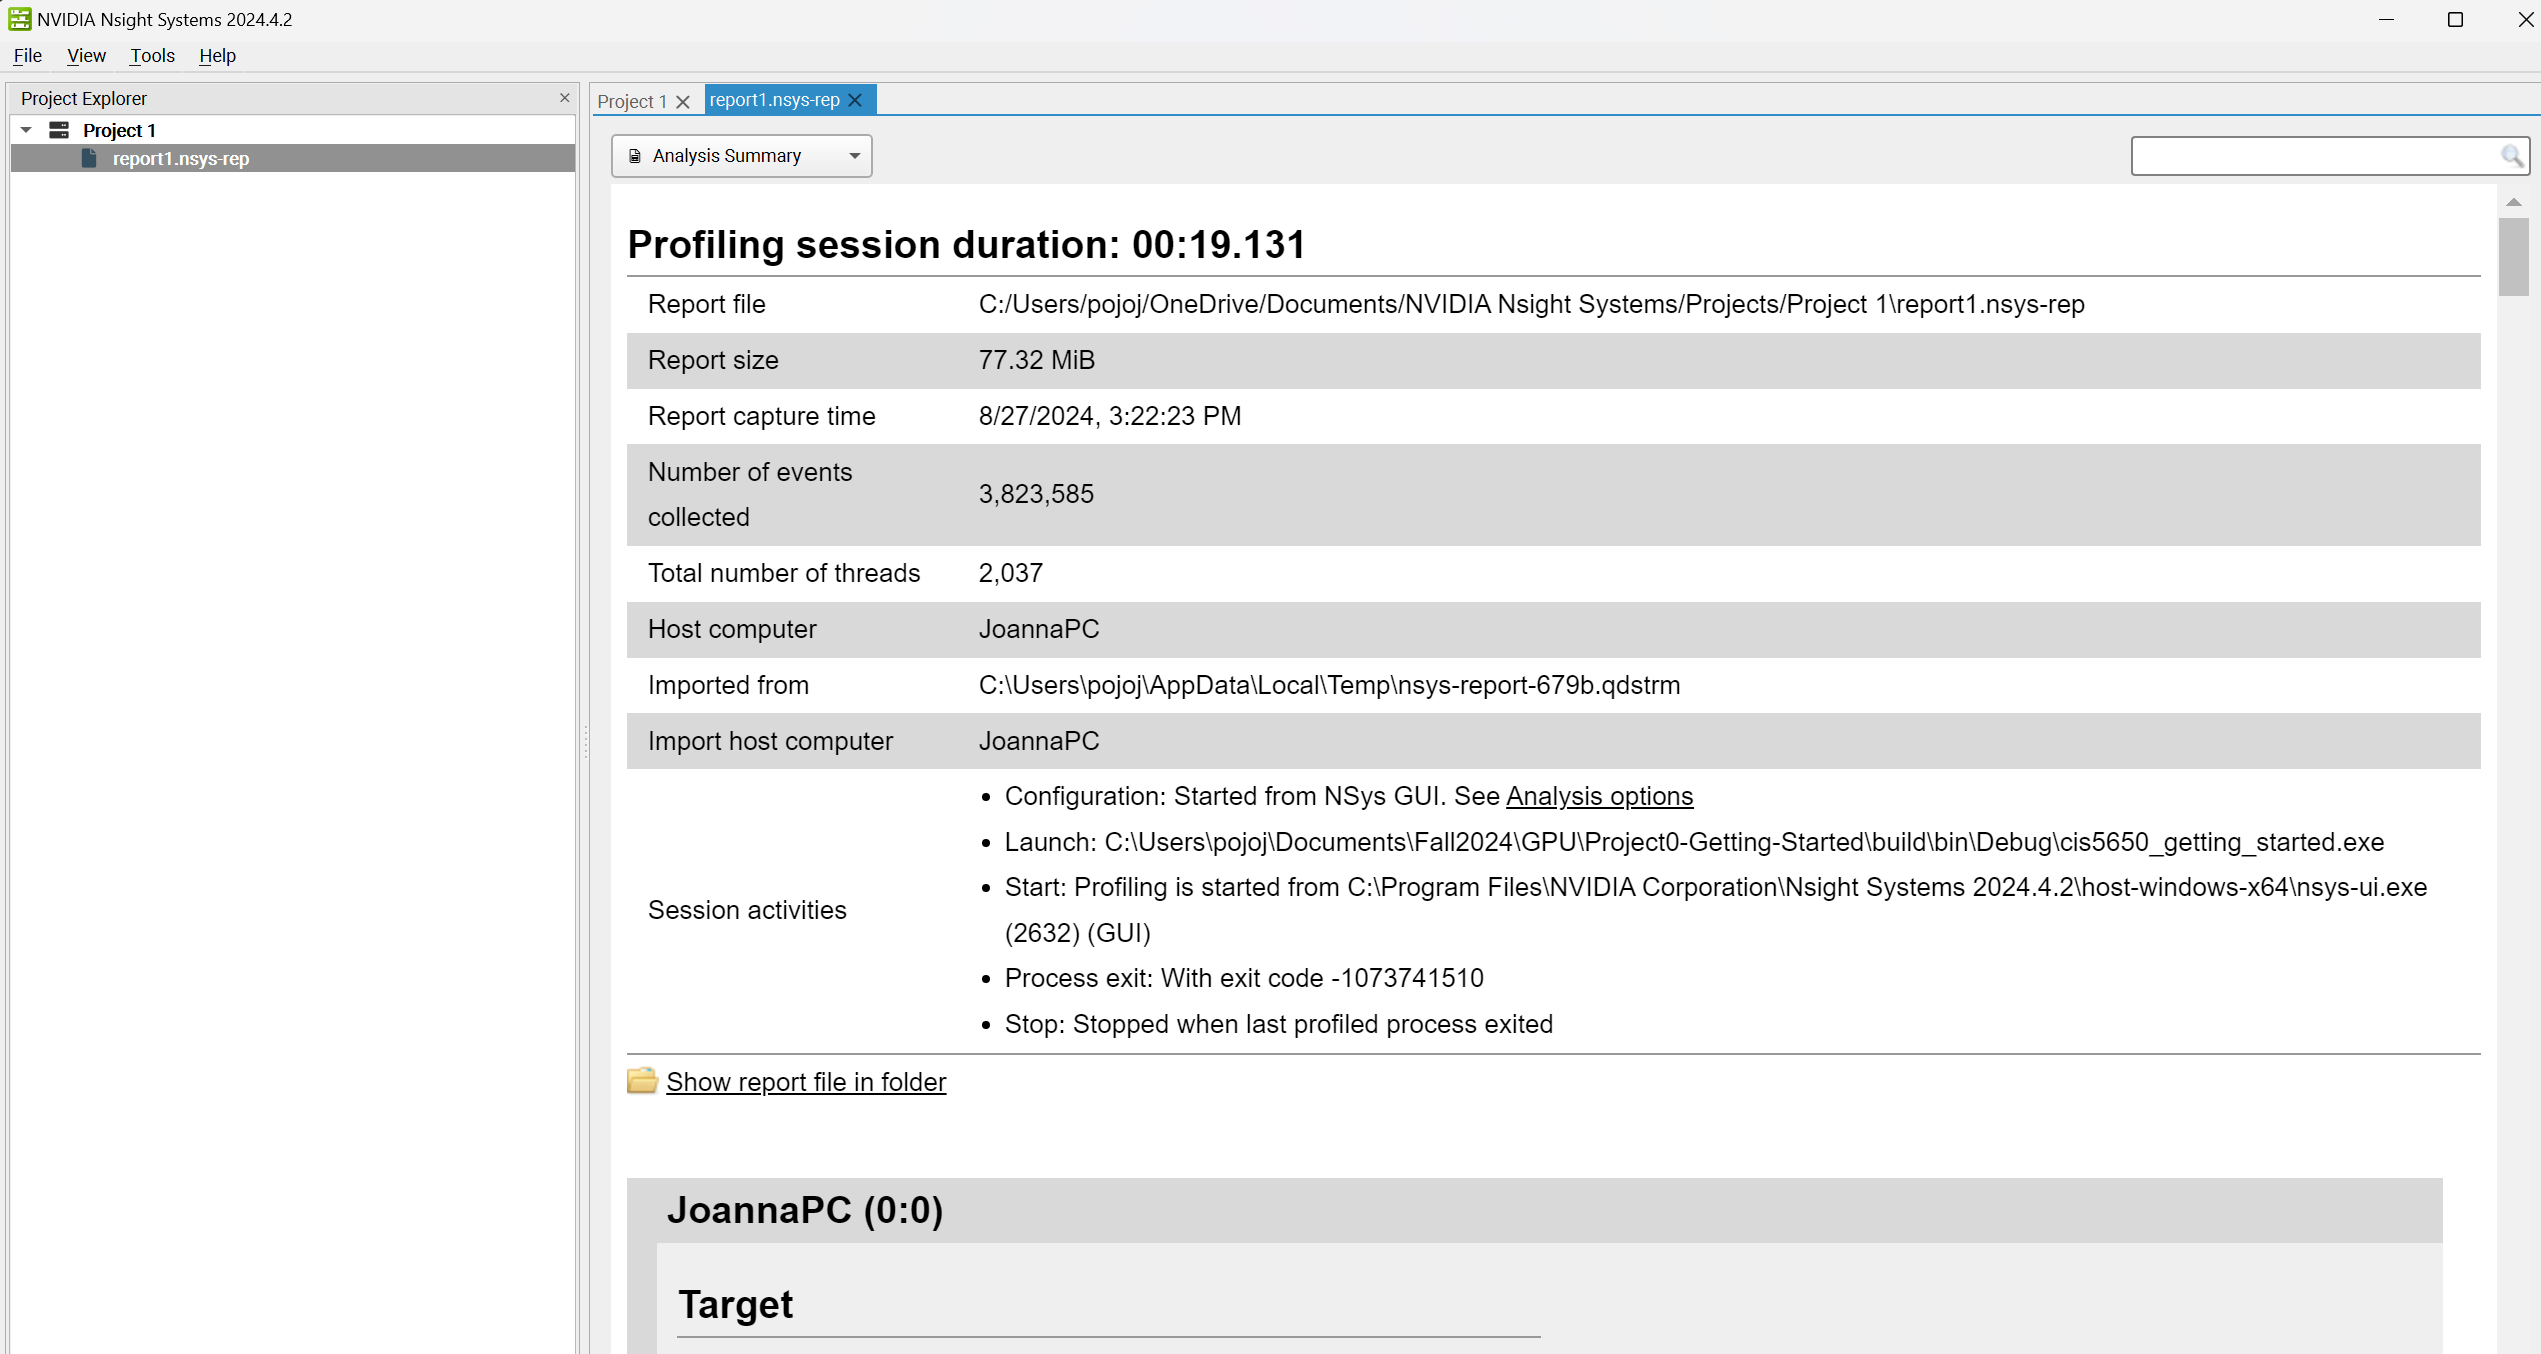 NVIDIA Nsight Systems 2024.4.2
File View Tools Help
Project Explorer
Project 1
report1.nsys-rep
Project 1
report1.nsys-rep
Analysis Summary
Profiling session duration: 00:19.131
Report file C:/Users/pojoj/OneDrive/Documents/NVIDIA Nsight Systems/Projects/Project 1\report1.nsys-rep
Report size 77.32 MiB
Report capture time 8/27/2024, 3:22:23 PM
Number of events
collected
3,823,585
Total number of threads 2,037
Host computer JoannaPC
Imported from C:\Users\pojoj\AppData\Local\Temp\nsys-report-679b.qdstrm
Import host computer JoannaPC
Session activities
• Configuration: Started from NSys GUI. See Analysis options
• Launch: C:\Users\pojoj\Documents\Fall2024\GPU\Project0-Getting-Started\build\bin\Debug\cis5650_getting_started.exe
• Start: Profiling is started from C:\Program Files\NVIDIA Corporation\Nsight Systems 2024.4.2\host-windows-x64\nsys-ui.exe
(2632) (GUI)
• Process exit: With exit code -1073741510
• Stop: Stopped when last profiled process exited
Show report file in folder
JoannaPC (0:0)
Target